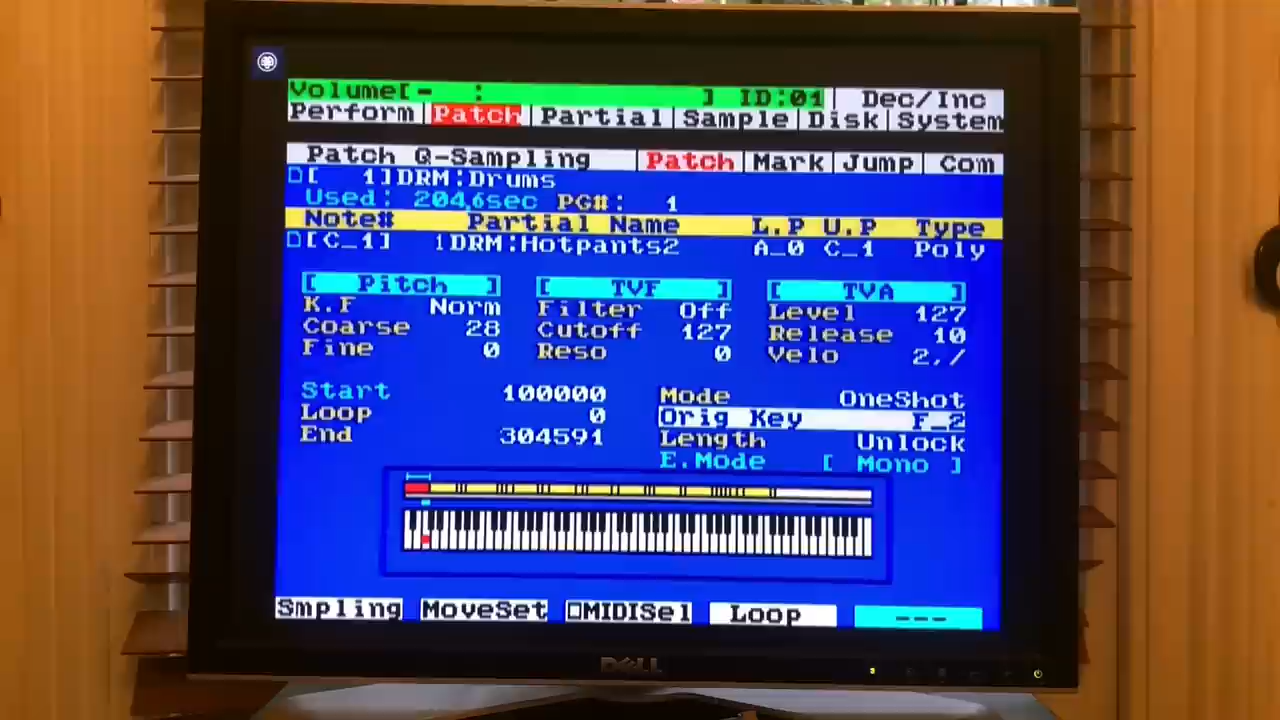 Volume[- : ] ID:01 Dec/Inc
Perform Patch Partial Sample Disk System
Patch Q-Sampling Patch Mark Jump Com
[ 1]DRM:Drums
Used: 204,6sec PG#: 1
Note# Partial Name L.P U.P Type
[C_1] 1DRM:Hotpants2 A_0 C_1 Poly
[ Pitch ] [ TVF ] [ TVA ]
K.F Norm Filter Off Level 127
Coarse 28 Cutoff 127 Release 10
Fine 0 Reso 0 Velo 2,/
Start 100000 Mode OneShot
Loop 0 Orig Key F_2
End 304591 Length Unlock
E.Mode [ Mono ]
Smpling MoveSet MIDISel Loop ---
DELL